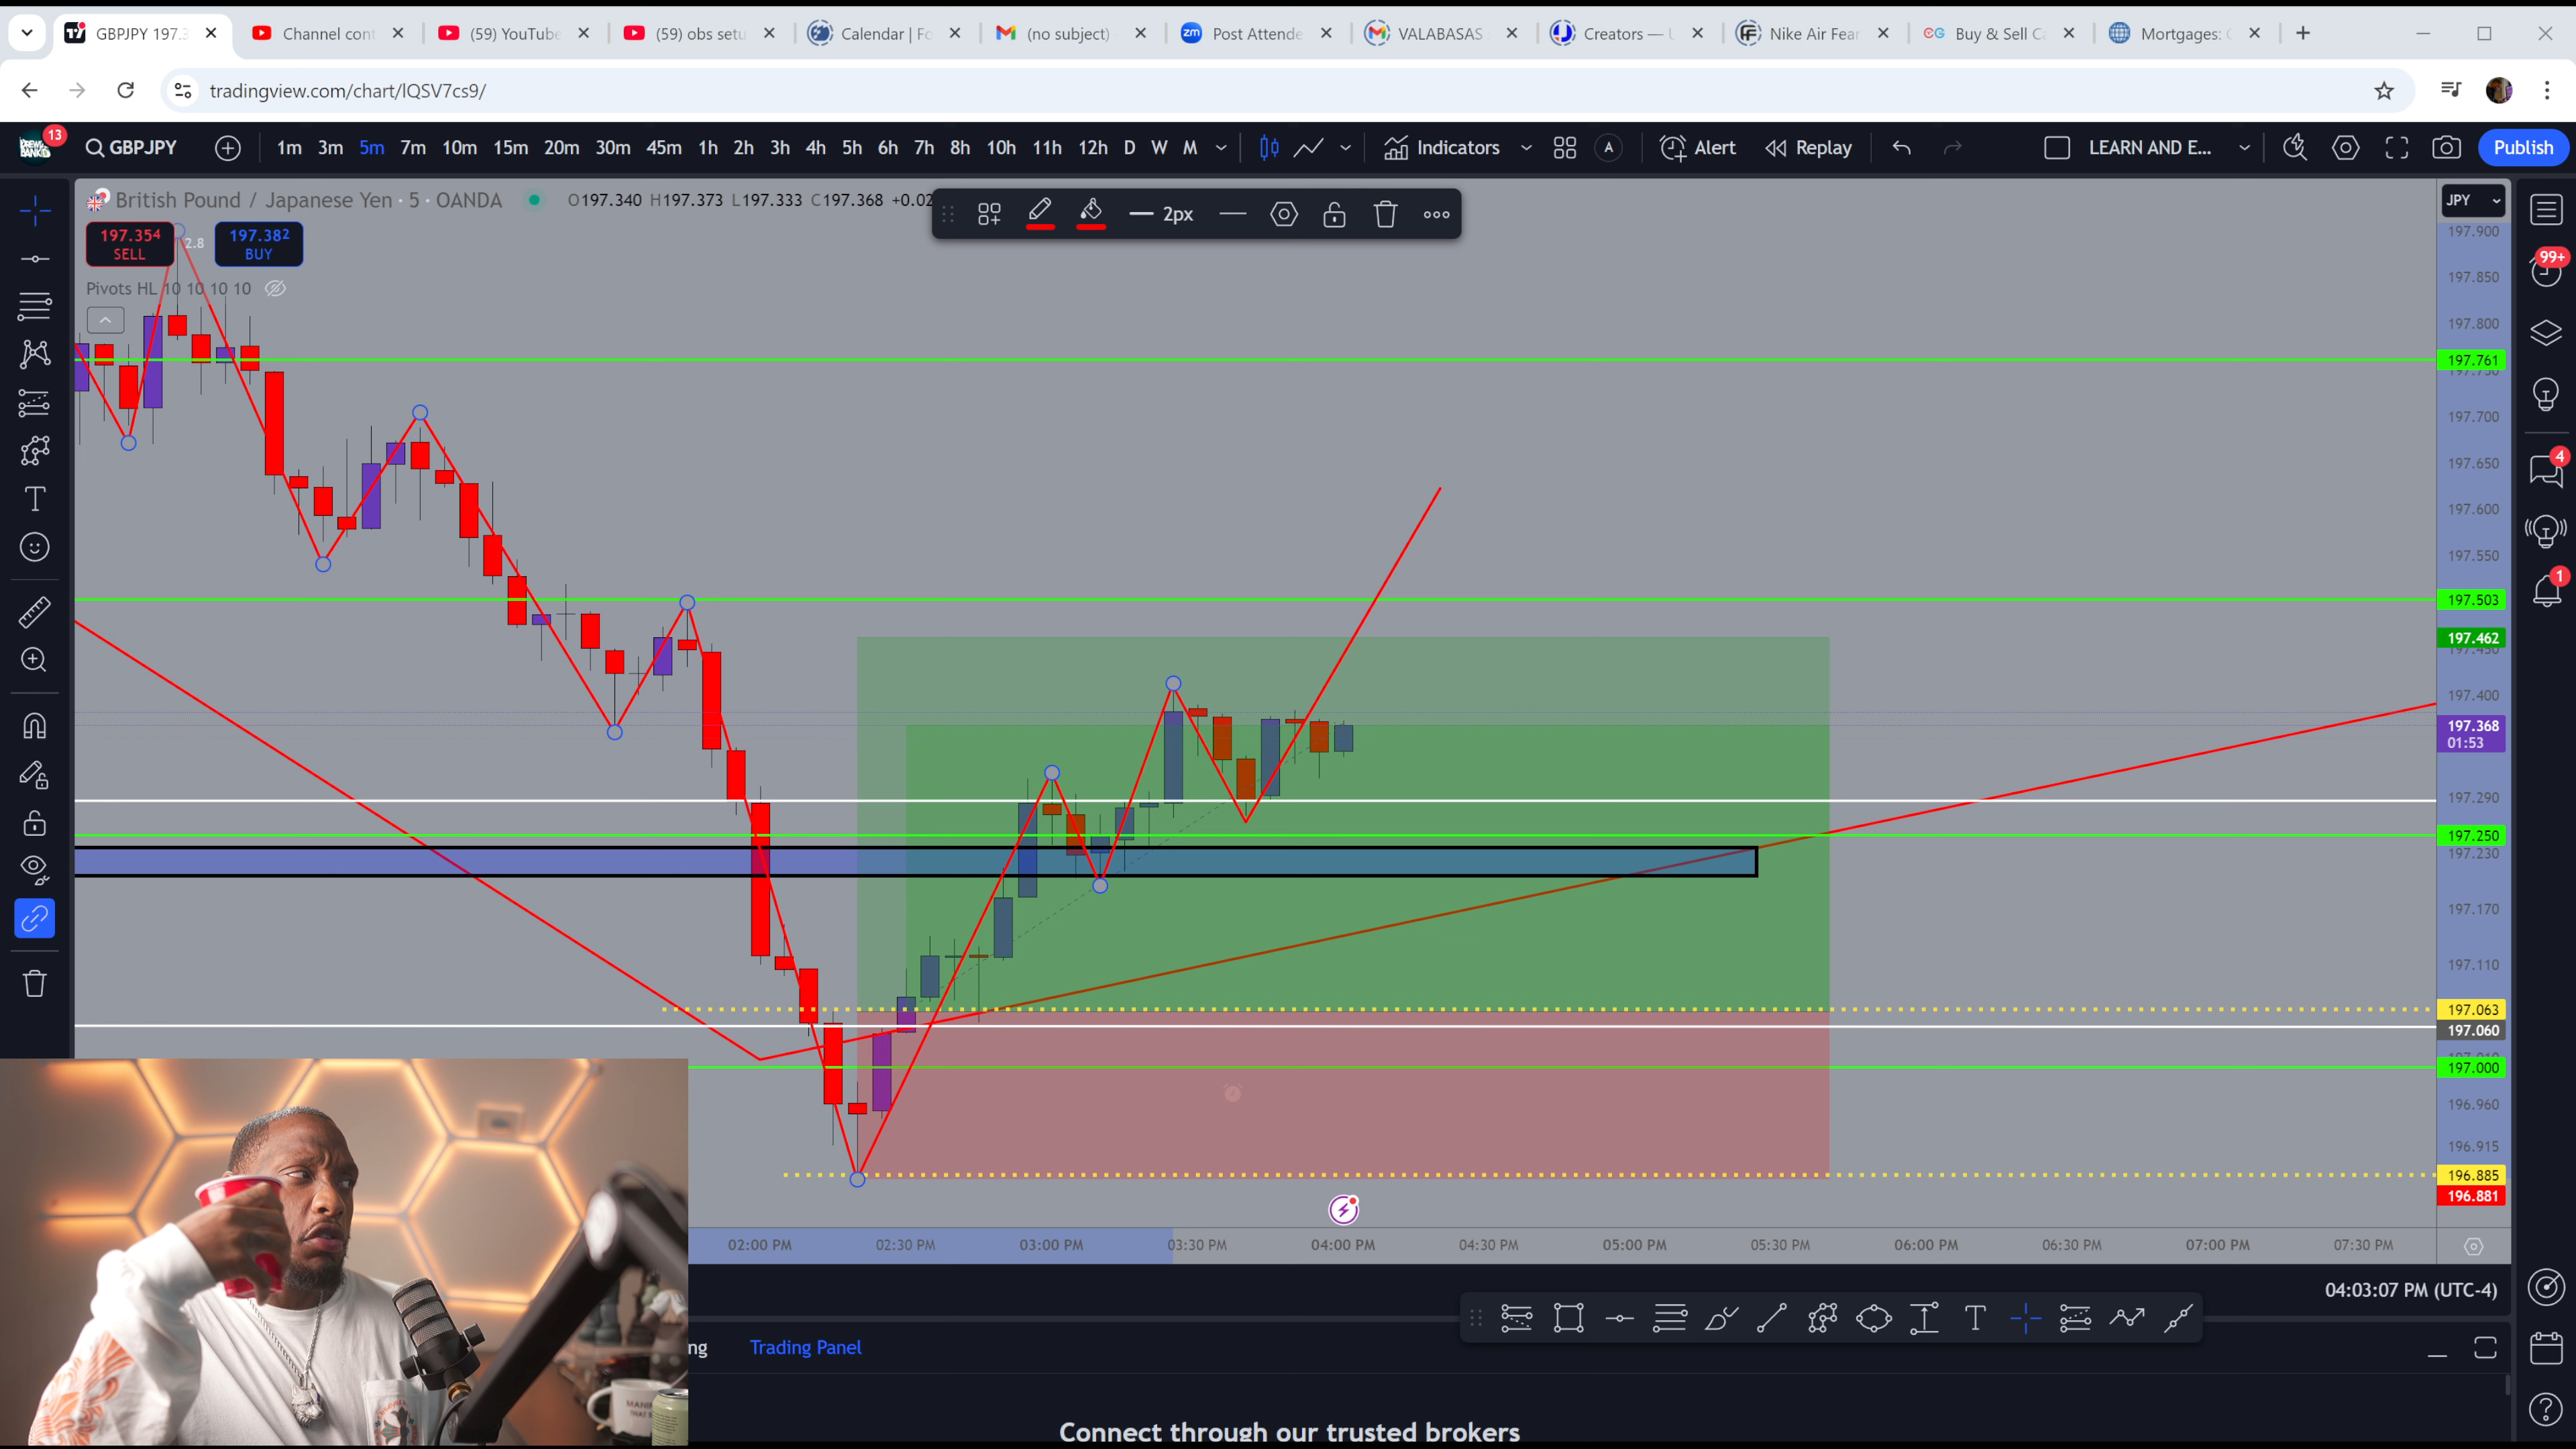 GBPJPY 197.3
Channel cont
(59) YouTube
(59) obs setu
Calendar | Fo
(no subject)
Post Attende
VALABASAS
Creators —
Nike Air Fear
CG Buy & Sell Ca
Mortgages:
tradingview.com/chart/lQSV7cs9/
13
GBPJPY
1m 3m 5m 7m 10m 15m 20m 30m 45m 1h 2h 3h 4h 5h 6h 7h 8h 10h 11h 12h D W M
Indicators
A
Alert
Replay
LEARN AND E...
Publish
British Pound / Japanese Yen · 5 · OANDA
O197.340 H197.373 L197.333 C197.368 +0.02
2px
JPY
197.354
SELL
2.8
197.382
BUY
Pivots HL 10 10 10 10
197.900
197.850
197.800
197.761
197.700
197.650
197.600
197.550
197.503
197.462
197.400
197.368
01:53
197.290
197.250
197.230
197.170
197.110
197.063
197.060
197.000
196.960
196.915
196.885
196.881
99+
4
1
02:00 PM
02:30 PM
03:00 PM
03:30 PM
04:00 PM
04:30 PM
05:00 PM
05:30 PM
06:00 PM
06:30 PM
07:00 PM
07:30 PM
04:03:07 PM (UTC-4)
ng
Trading Panel
Connect through our trusted brokers